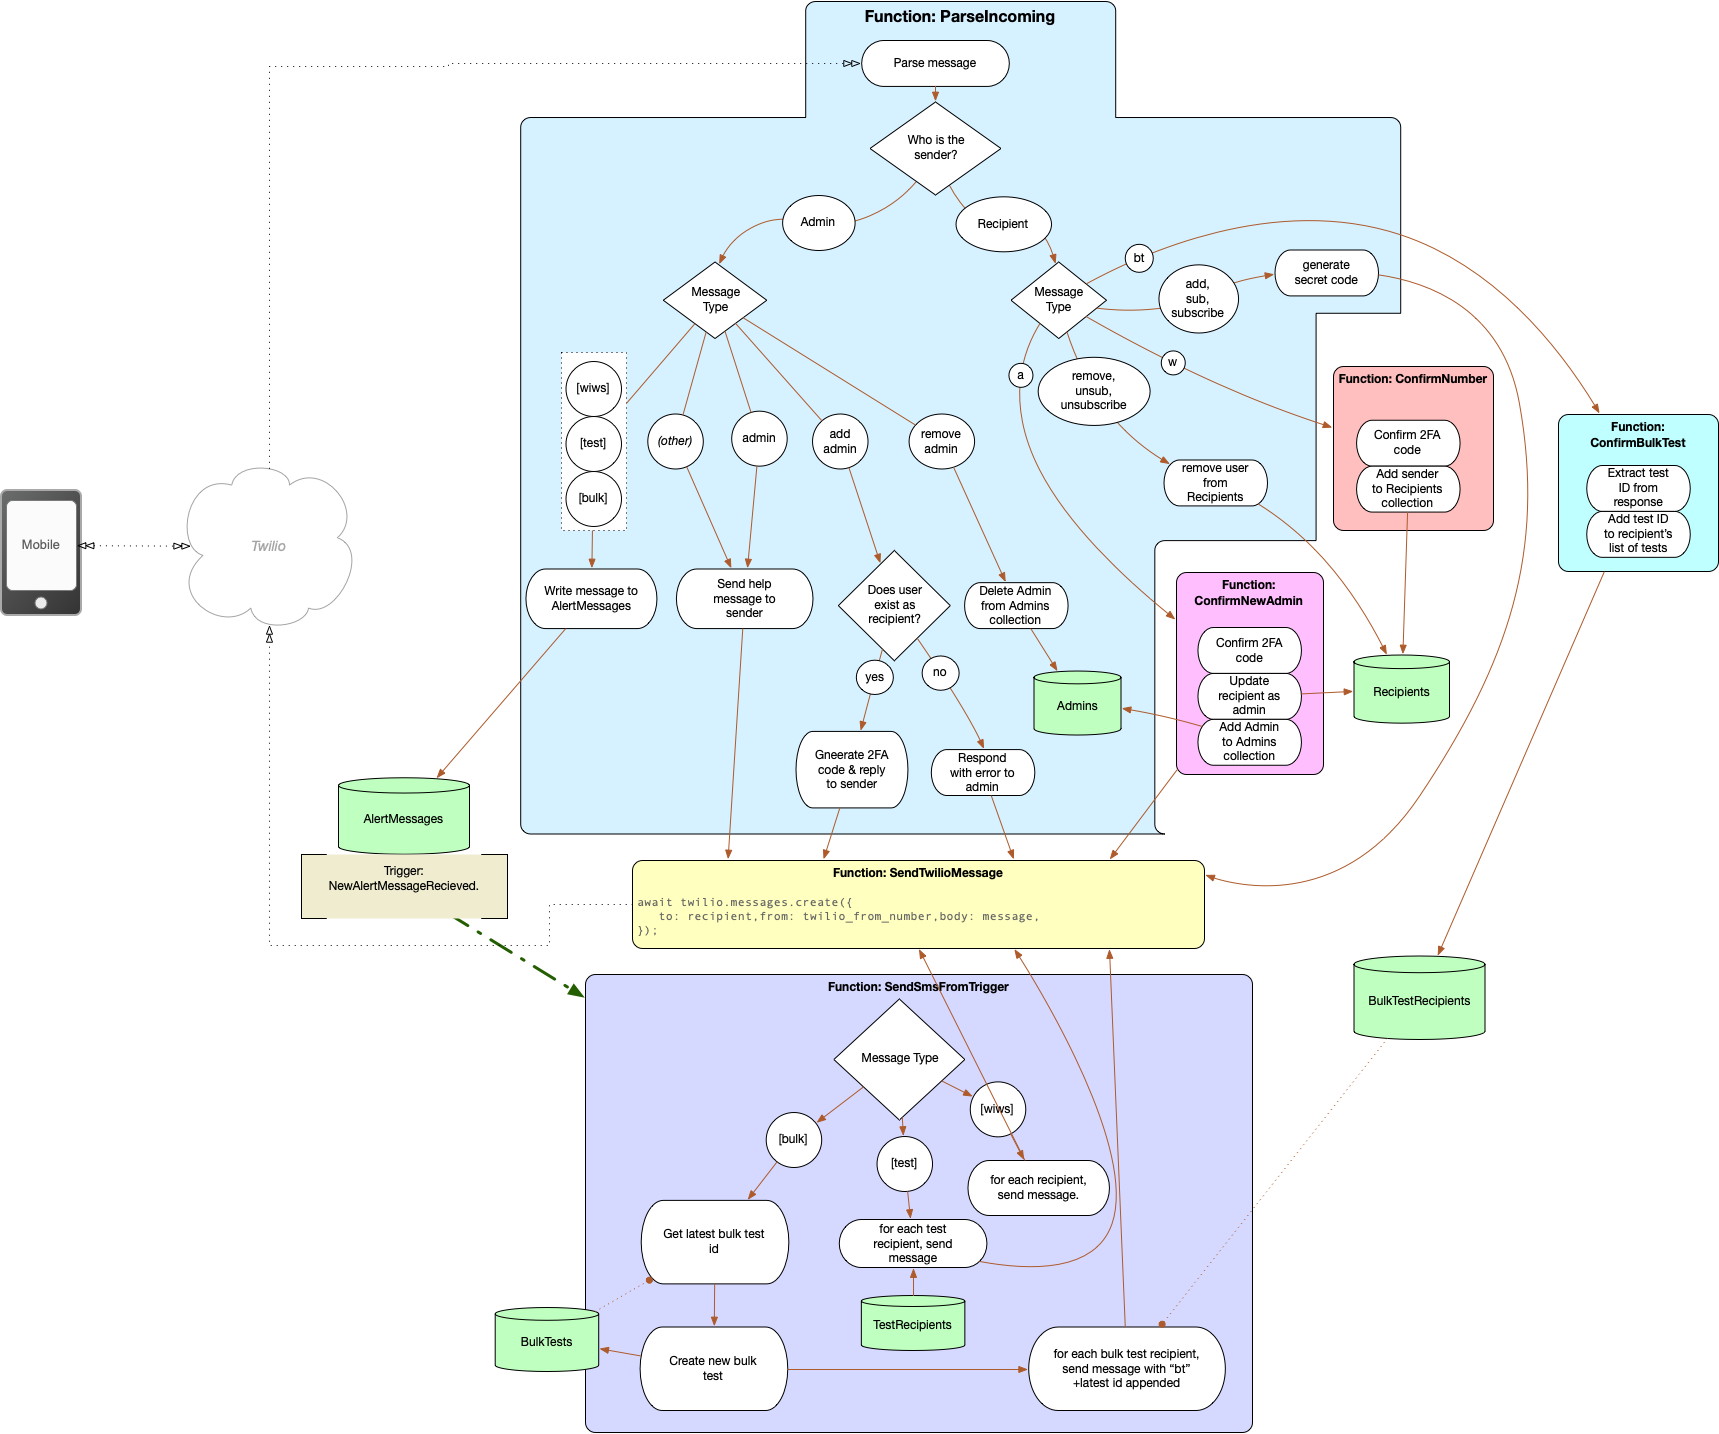 Function: ParseIncoming
Parse message
Who is the
sender?
Admin
Recipient
Message
Type
Message
Type
bt
add,
sub,
subscribe
generate
secret code
a
remove,
unsub,
unsubscribe
w
[wiws]
[test]
[bulk]
(other)
admin
add
admin
remove
admin
remove user
from
Recipients
Function: ConfirmNumber
Confirm 2FA
code
Add sender
to Recipients
collection
Function:
ConfirmBulkTest
Extract test
ID from
response
Add test ID
to recipient's
list of tests
Mobile
Twilio
Write message to
AlertMessages
Send help
message to
sender
Does user
exist as
recipient?
Delete Admin
from Admins
collection
Function:
ConfirmNewAdmin
Confirm 2FA
code
Update
recipient as
admin
Add Admin
to Admins
collection
yes
no
Admins
Recipients
Gneerate 2FA
code & reply
to sender
Respond
with error to
admin
AlertMessages
Trigger:
NewAlertMessageRecieved.
Function: SendTwilioMessage
await twilio.messages.create({
to: recipient,from: twilio_from_number,body: message,
});
BulkTestRecipients
Function: SendSmsFromTrigger
Message Type
[bulk]
[test]
[wiws]
for each recipient,
send message.
Get latest bulk test
id
for each test
recipient, send
message
BulkTests
TestRecipients
Create new bulk
test
for each bulk test recipient,
send message with “bt”
+latest id appended